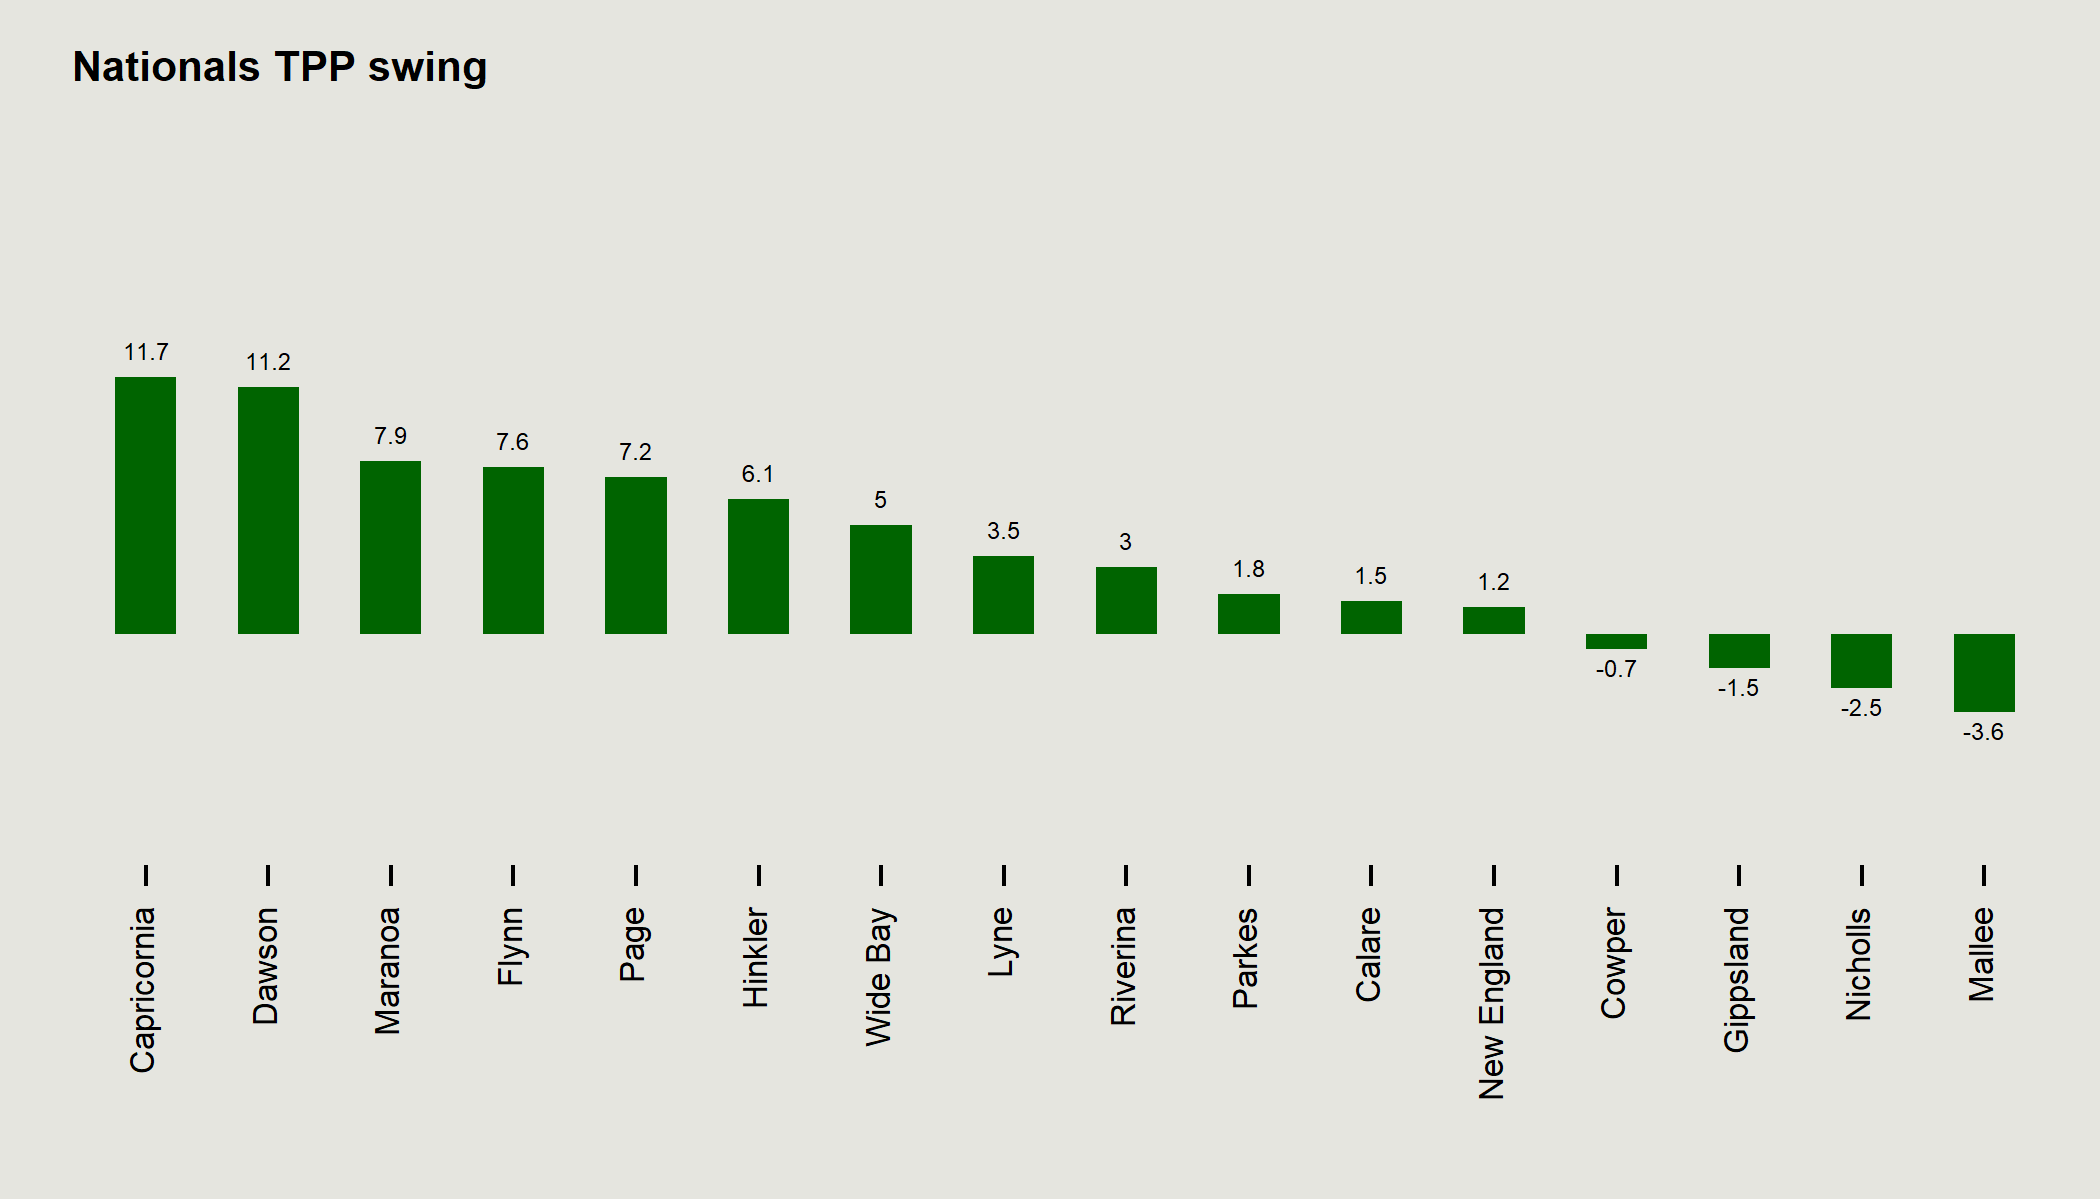 Nationals TPP swing
11.7
11.2
7.9
7.6
7.2
6.1
5
3.5
3
1.8
1.5
1.2
-0.7
-1.5
-2.5
-3.6
Capricornia
Dawson
Maranoa
Flynn
Page
Hinkler
Wide Bay
Lyne
Riverina
Parkes
Calare
New England
Cowper
Gippsland
Nicholls
Mallee